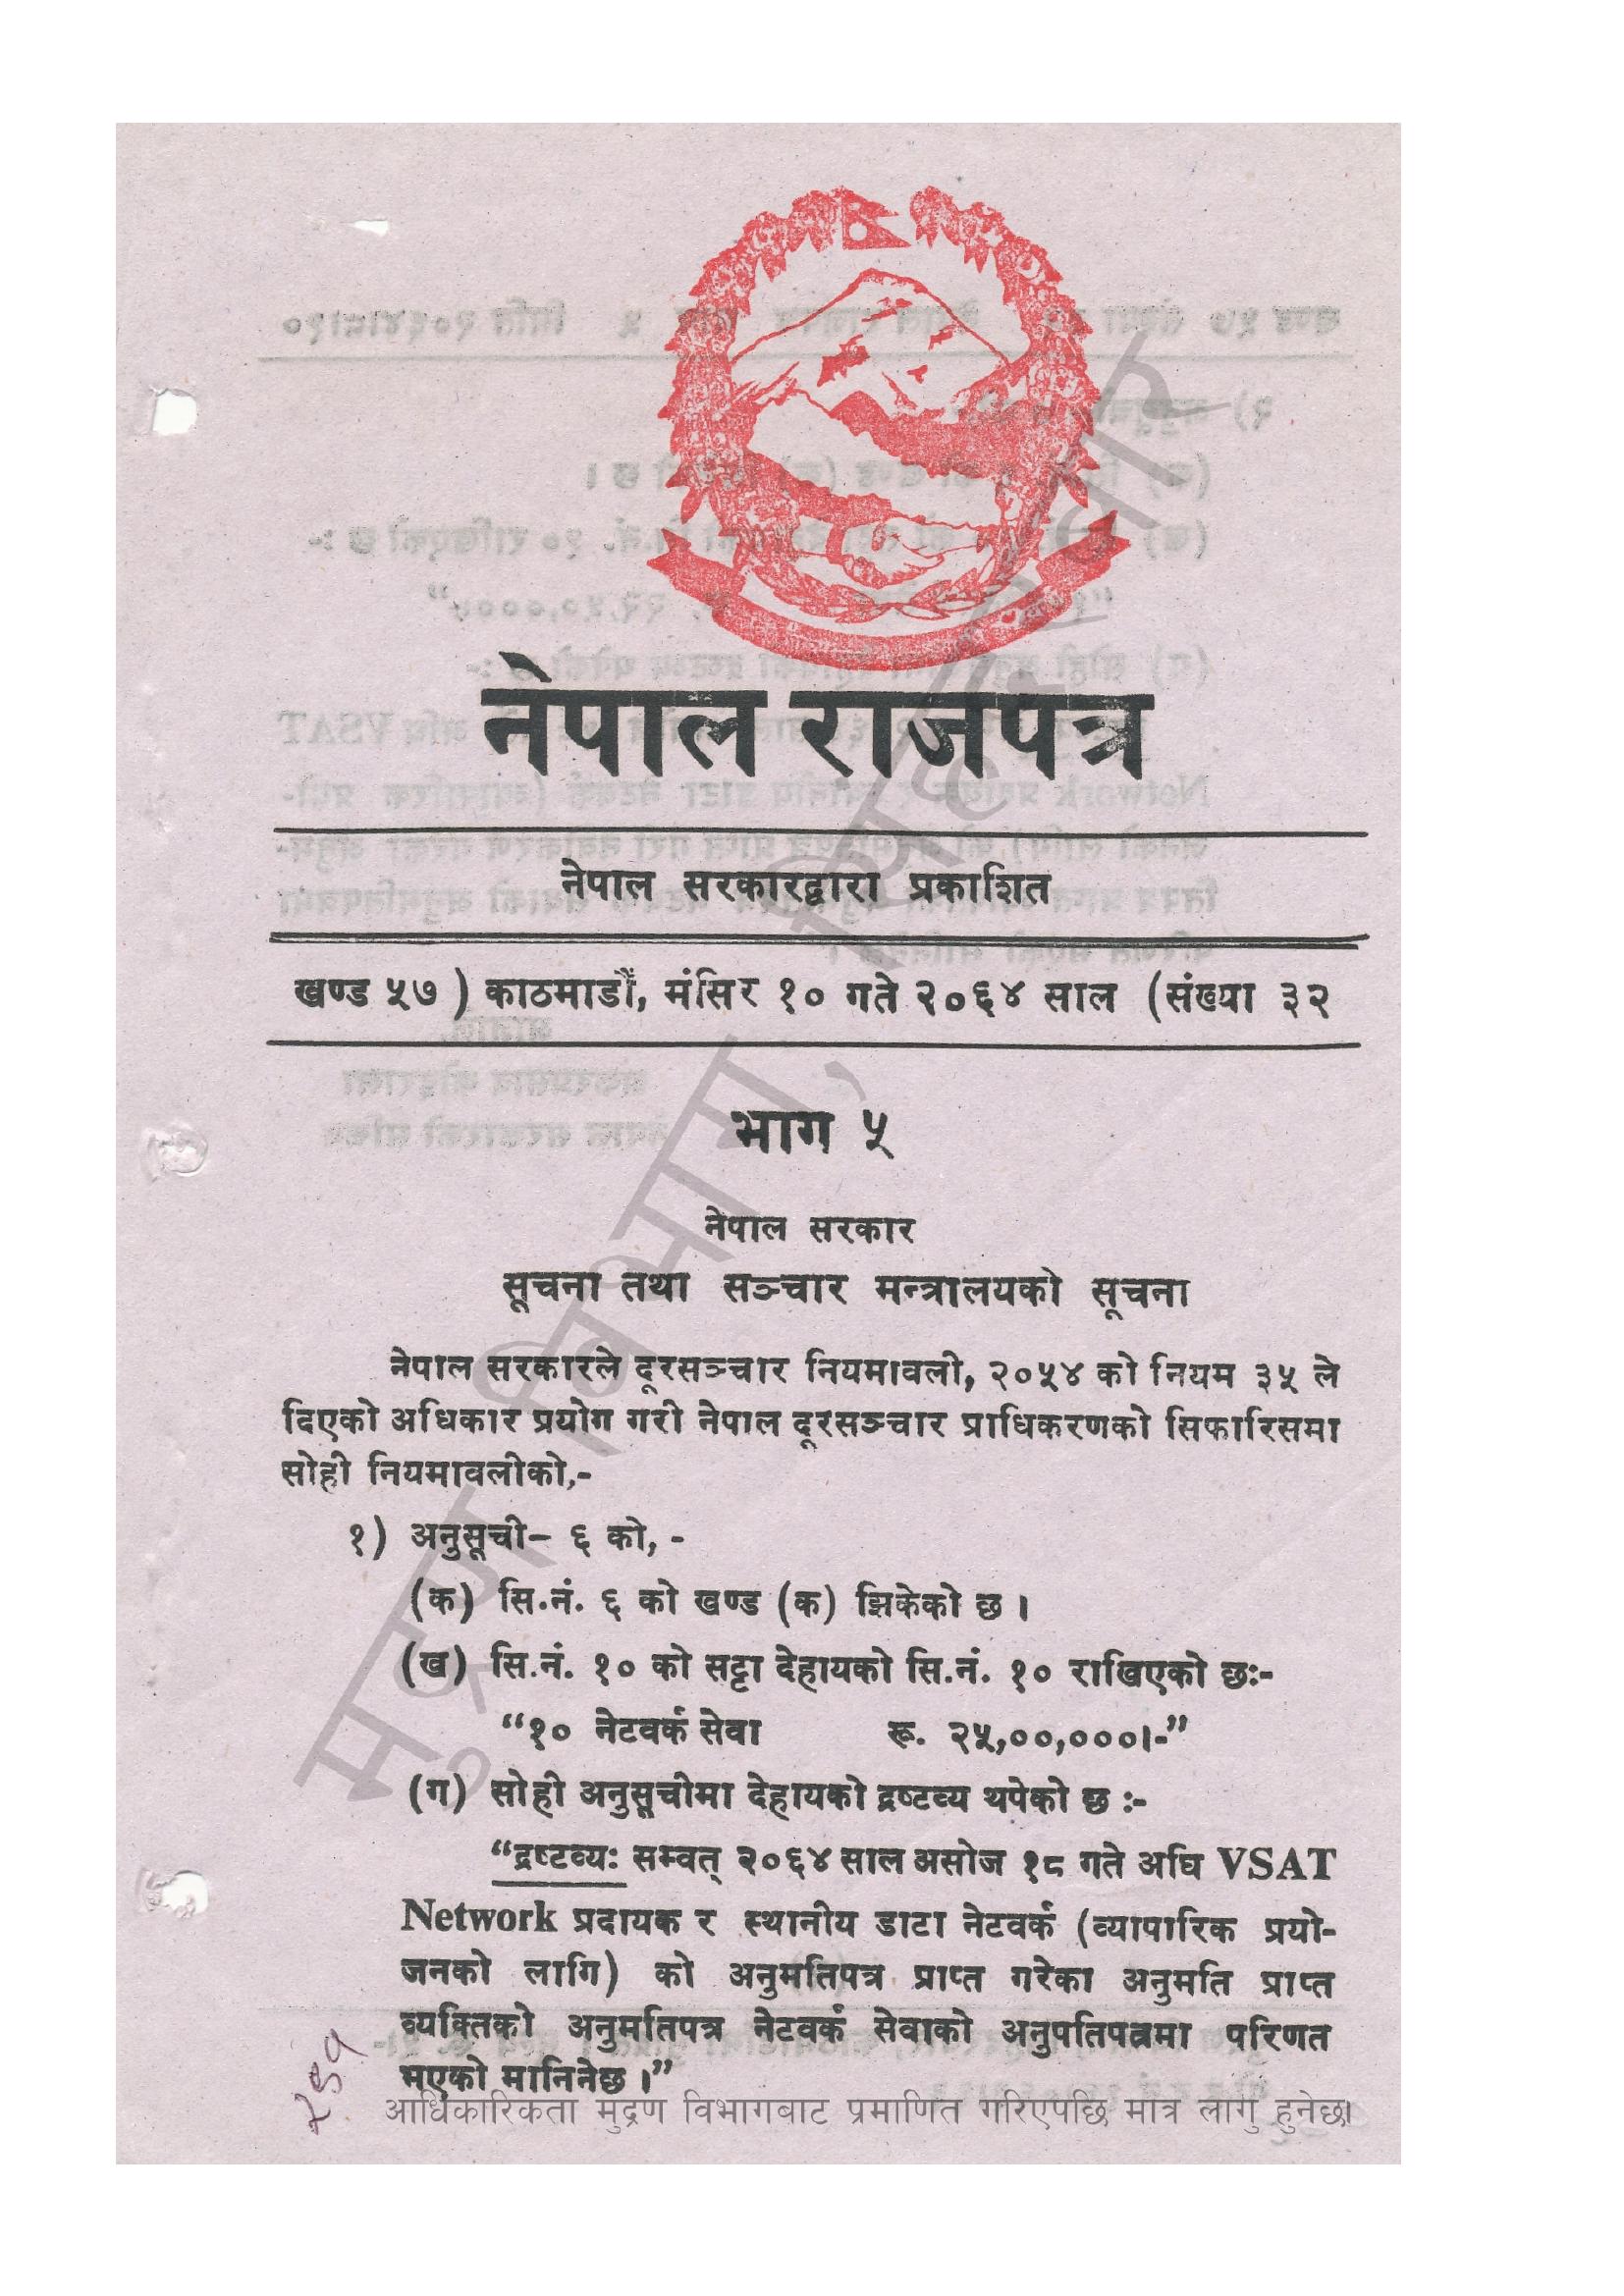 नेपाल राजपत्र
नेपाल सरकारद्वारा प्रकाशित
खण्ड ५७ ) काठमाडौं, मंसिर १० गते २०६४ साल (संख्या ३२
भाग ५
नेपाल सरकार
सूचना तथा सञ्चार मन्त्रालयको सूचना
नेपाल सरकारले दूरसञ्चार नियमावली, २०५४ को नियम ३५ ले
दिएको अधिकार प्रयोग गरी नेपाल दूरसञ्चार प्राधिकरणको सिफारिसमा
सोही नियमावलीको,-
१) अनुसूची– ६ को, -
(क) सि.नं. ६ को खण्ड (क) झिकेको छ ।
(ख) सि.नं. १० को सट्टा देहायको सि.नं. १० राखिएको छः-
“१० नेटवर्क सेवा रू. २५,००,०००।-”
(ग) सोही अनुसूचीमा देहायको द्रष्टव्य थपेको छ :-
“द्रष्टव्यः सम्वत् २०६४ साल असोज १८ गते अघि VSAT
Network प्रदायक र स्थानीय डाटा नेटवर्क (व्यापारिक प्रयो-
जनको लागि) को अनुमतिपत्र प्राप्त गरेका अनुमति प्राप्त
व्यक्तिको अनुमतिपत्र नेटवर्क सेवाको अनुपतिपत्रमा परिणत
भएको मानिनेछ ।”
आधिकारिकता मुद्रण विभागबाट प्रमाणित गरिएपछि मात्र लागु हुनेछ।
मुद्रण विभाग,